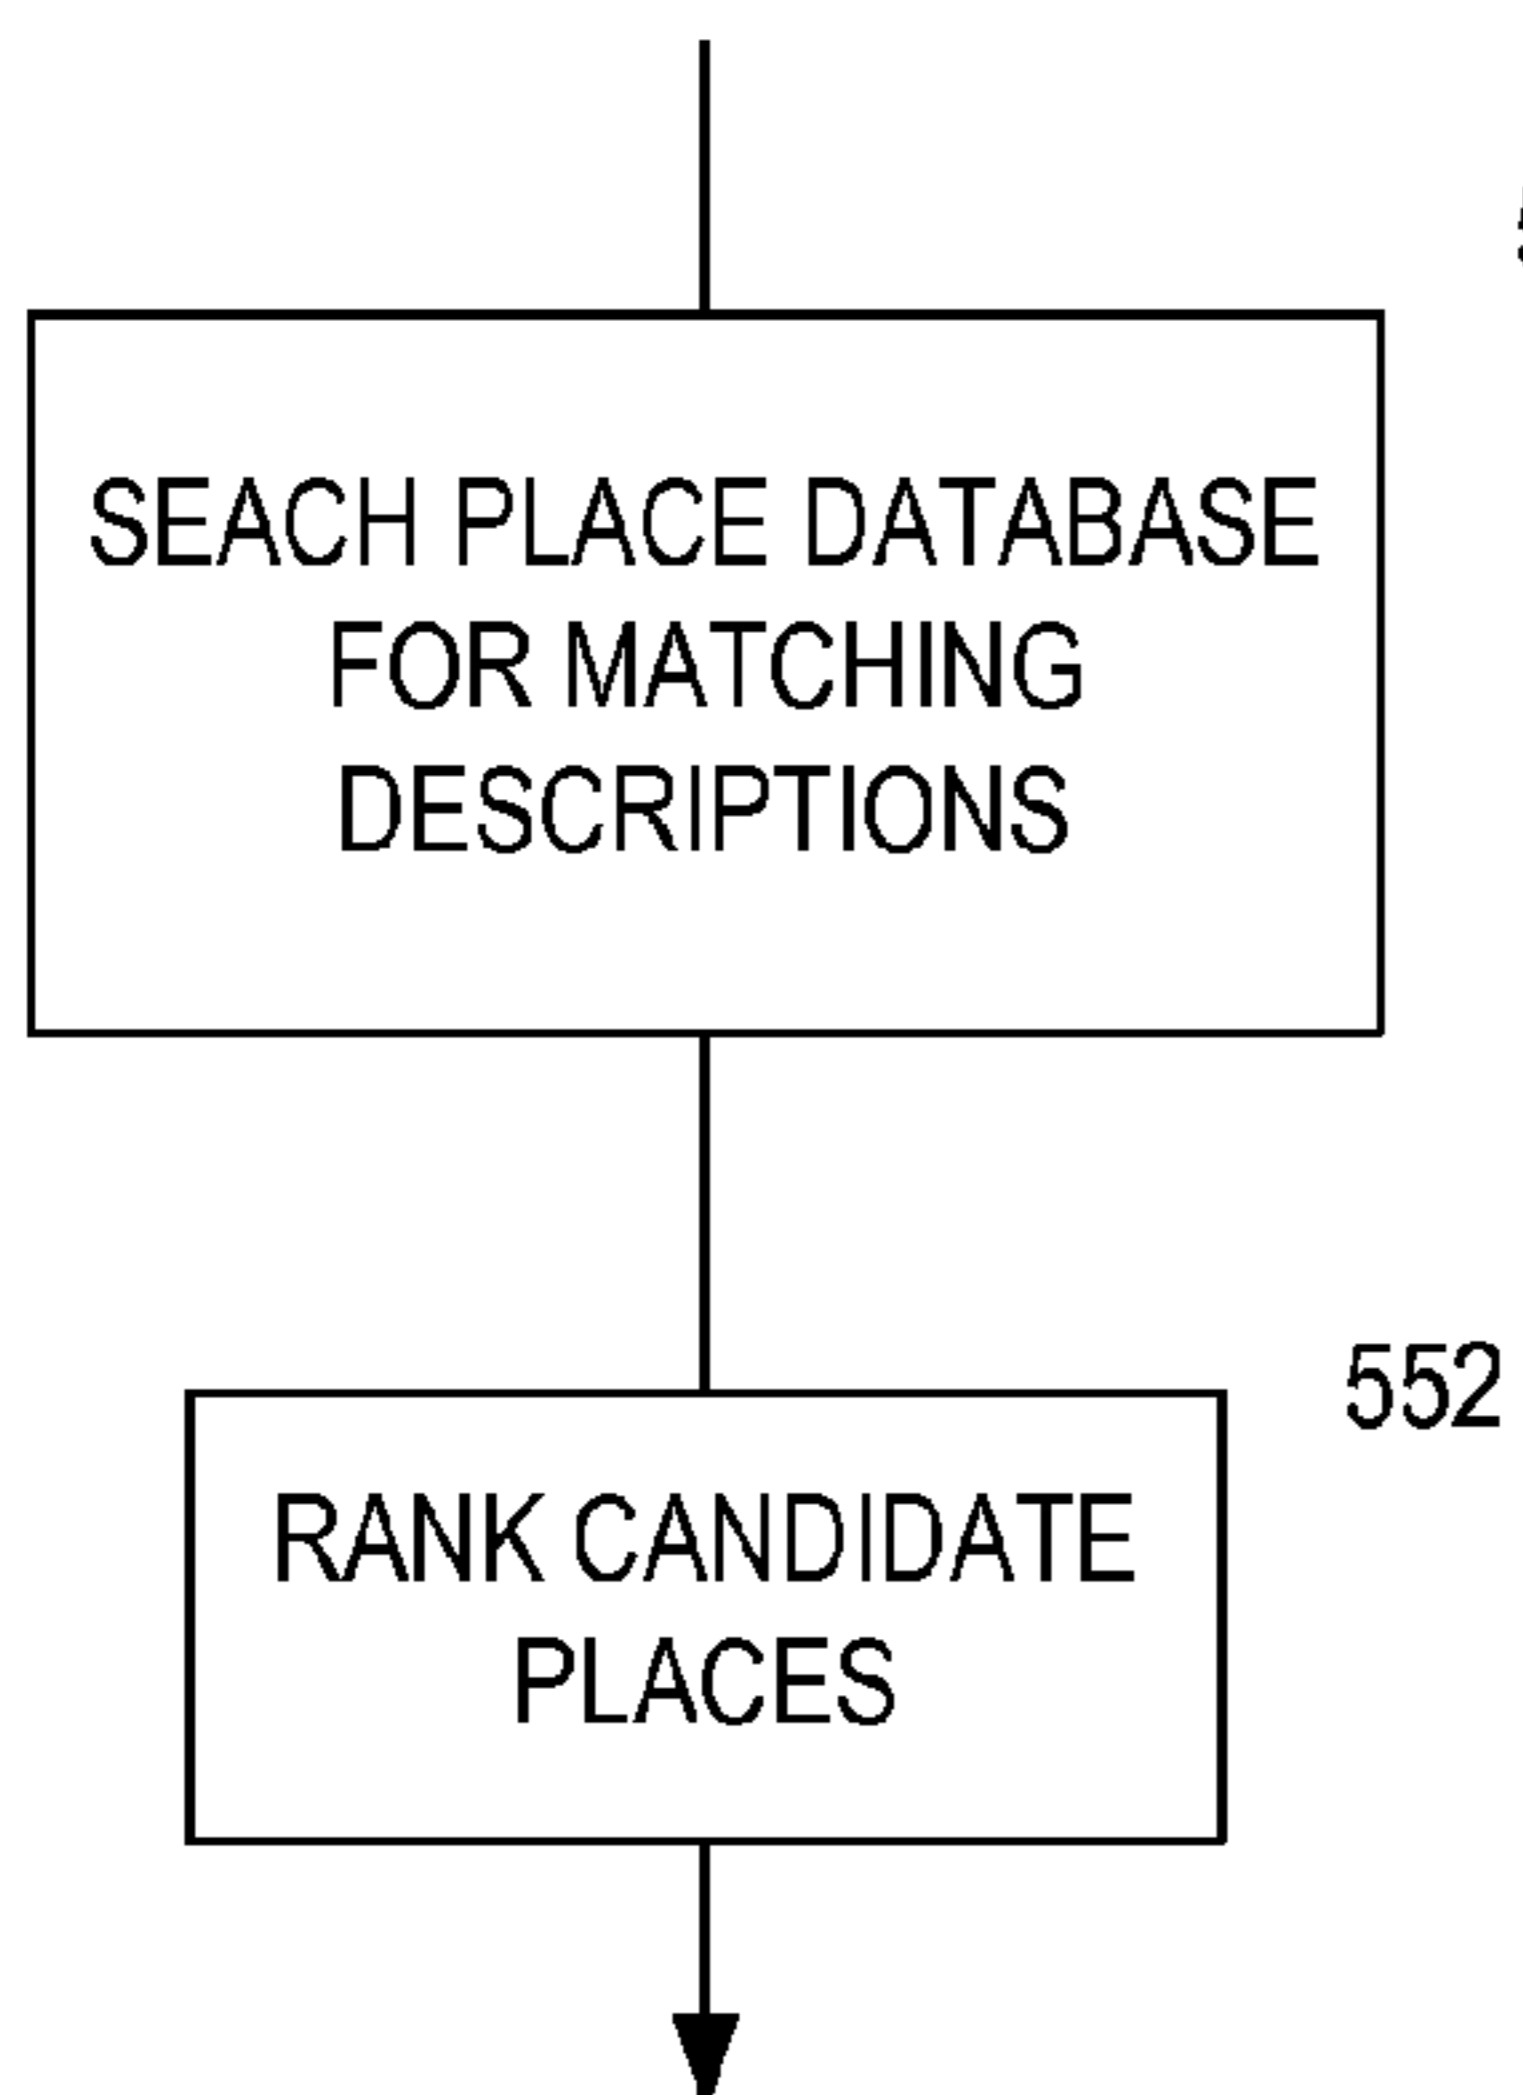 SEACH PLACE DATABASE
FOR MATCHING
DESCRIPTIONS
552
RANK CANDIDATE
PLACES